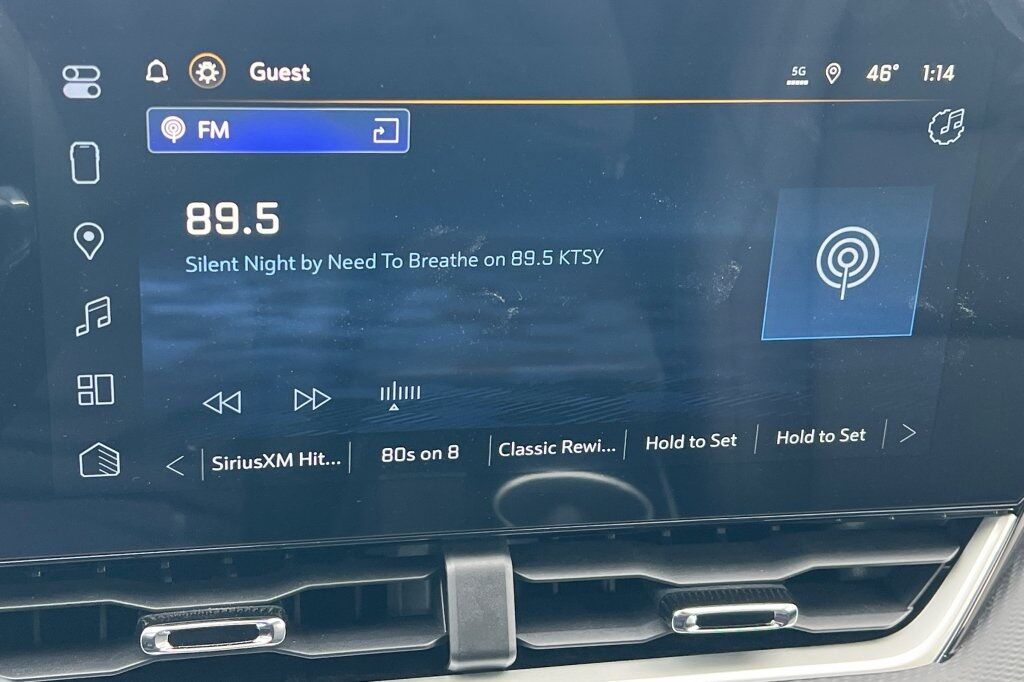 Guest 5G 46° 1:14
FM
89.5
Silent Night by Need To Breathe on 89.5 KTSY
< SiriusXM Hit... 80s on 8 Classic Rewi... Hold to Set Hold to Set >